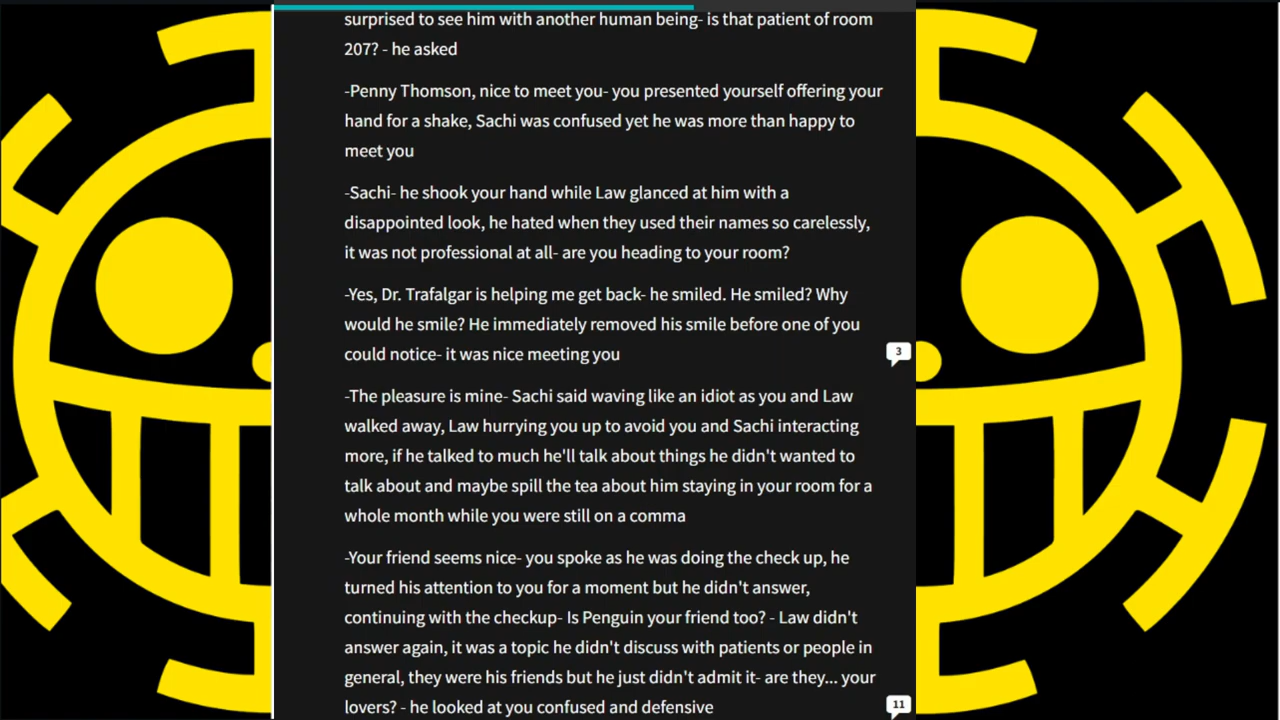 surprised to see him with another human being- is that patient of room
207? - he asked
-Penny Thomson, nice to meet you- you presented yourself offering your
hand for a shake, Sachi was confused yet he was more than happy to
meet you
-Sachi- he shook your hand while Law glanced at him with a
disappointed look, he hated when they used their names so carelessly,
it was not professional at all- are you heading to your room?
-Yes, Dr. Trafalgar is helping me get back- he smiled. He smiled? Why
would he smile? He immediately removed his smile before one of you
could notice- it was nice meeting you
3
-The pleasure is mine- Sachi said waving like an idiot as you and Law
walked away, Law hurrying you up to avoid you and Sachi interacting
more, if he talked to much he'll talk about things he didn't wanted to
talk about and maybe spill the tea about him staying in your room for a
whole month while you were still on a comma
-Your friend seems nice- you spoke as he was doing the check up, he
turned his attention to you for a moment but he didn't answer,
continuing with the checkup- Is Penguin your friend too? - Law didn't
answer again, it was a topic he didn't discuss with patients or people in
general, they were his friends but he just didn't admit it- are they... your
lovers? - he looked at you confused and defensive
11